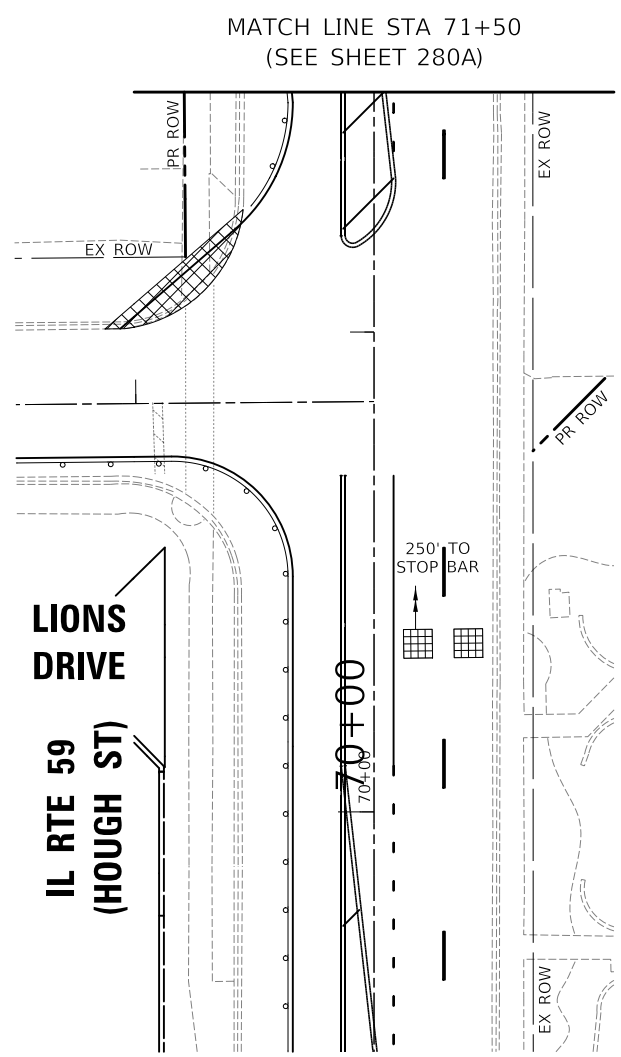 MATCH LINE STA 71+50
(SEE SHEET 280A)
PR ROW
EX ROW
EX ROW
PR ROW
250' TO
STOP BAR
LIONS
DRIVE
IL RTE 59
(HOUGH ST)
70+00
70+00
EX ROW